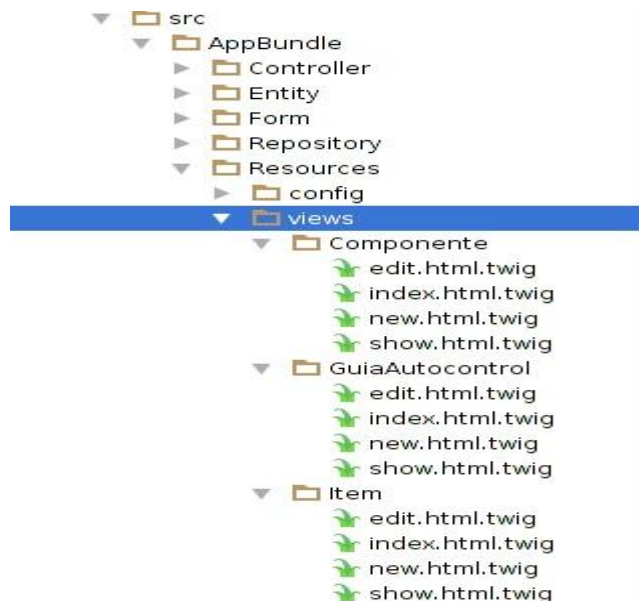 src
AppBundle
Controller
Entity
Form
Repository
Resources
config
views
Componente
edit.html.twig
index.html.twig
new.html.twig
show.html.twig
GuiaAutocontrol
edit.html.twig
index.html.twig
new.html.twig
show.html.twig
Item
edit.html.twig
index.html.twig
new.html.twig
show.html.twig